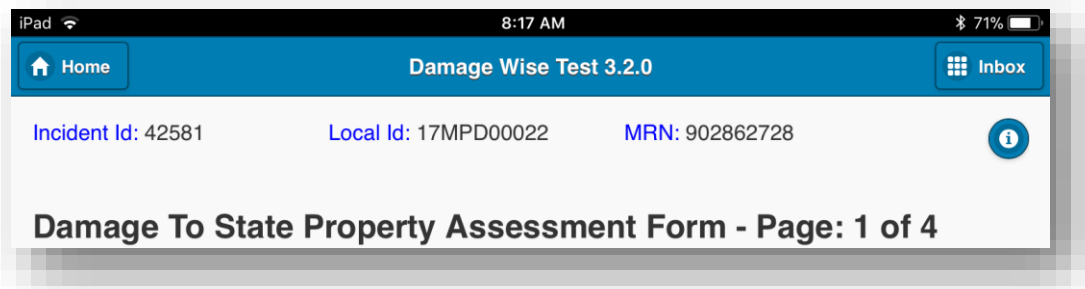 iPad 8:17 AM 71%
Home Damage Wise Test 3.2.0 Inbox
Incident Id: 42581 Local Id: 17MPD00022 MRN: 902862728
Damage To State Property Assessment Form - Page: 1 of 4